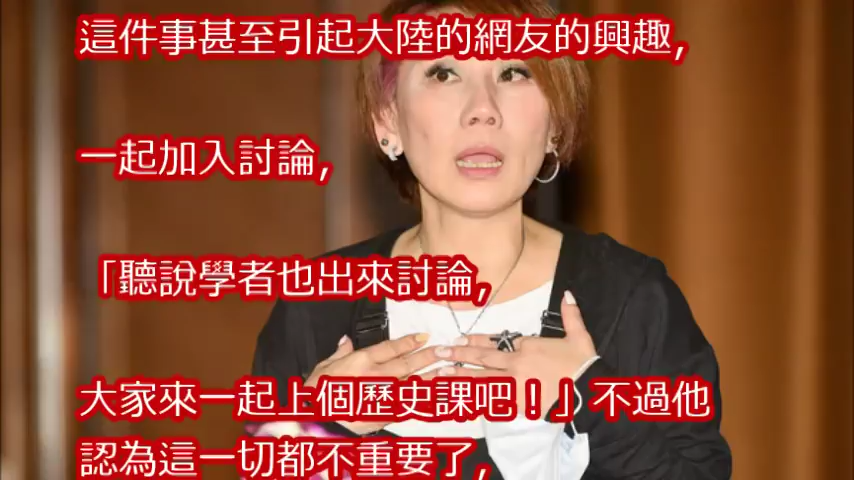 這件事甚至引起大陸的網友的興趣,
一起加入討論,
「聽說學者也出來討論,
大家來一起上個歷史課吧！」不過他
認為這一切都不重要了,